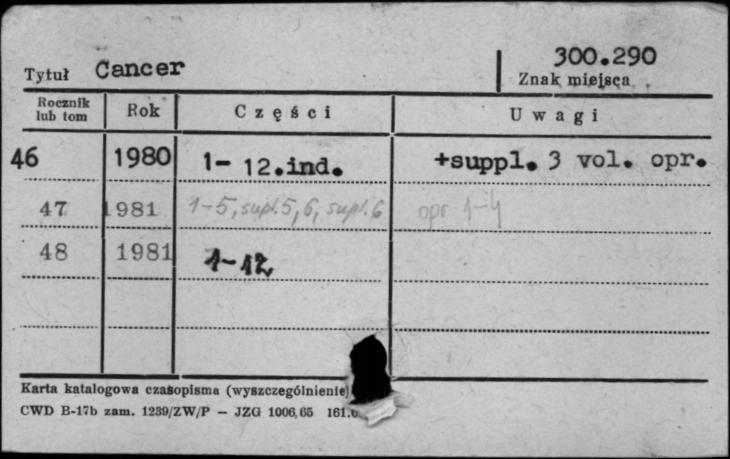 300.290
Tytuł Cancer Znak miejsca
Rocznik lub tom Rok Części Uwagi
46 1980 1- 12.ind. +suppl. 3 vol. opr.
47 1981 1-5, supl.5, 6, supl.6 opr 1-4
48 1981 1-12
Karta katalogowa czasopisma (wyszczególnienie)
CWD B-17b zam. 1239/ZW/P — JZG 1006,65